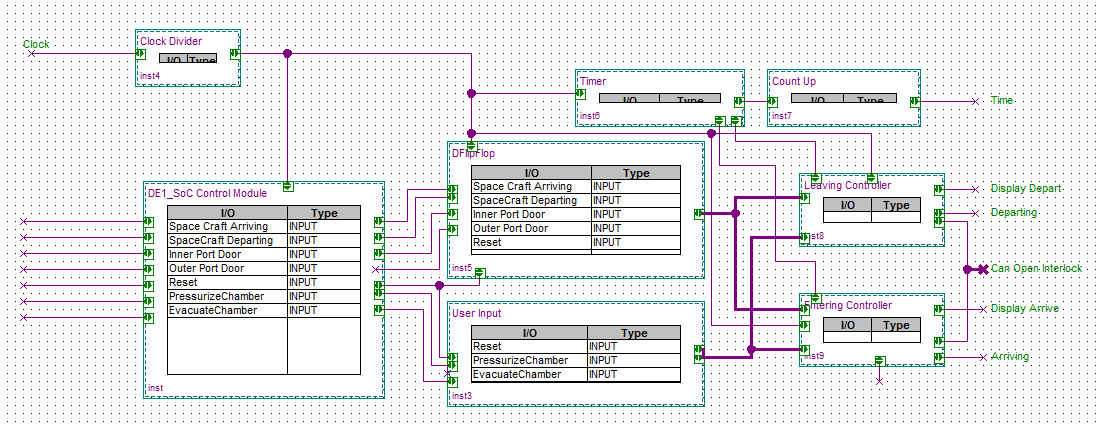 Clock
Clock Divider
I/O Type
inst4
Timer
I/O Type
inst6
Count Up
I/O Type
inst7
Time
DE1_SoC Control Module
I/O Type
Space Craft Arriving INPUT
SpaceCraft Departing INPUT
Inner Port Door INPUT
Outer Port Door INPUT
Reset INPUT
PressurizeChamber INPUT
EvacuateChamber INPUT
inst
DFlipFlop
I/O Type
Space Craft Arriving INPUT
SpaceCraft Departing INPUT
Inner Port Door INPUT
Outer Port Door INPUT
Reset INPUT
inst5
User Input
I/O Type
Reset INPUT
PressurizeChamber INPUT
EvacuateChamber INPUT
inst3
Leaving Controller
I/O Type
inst8
Display Depart
Departing
Can Open Interlock
Entering Controller
I/O Type
inst9
Display Arrive
Arriving